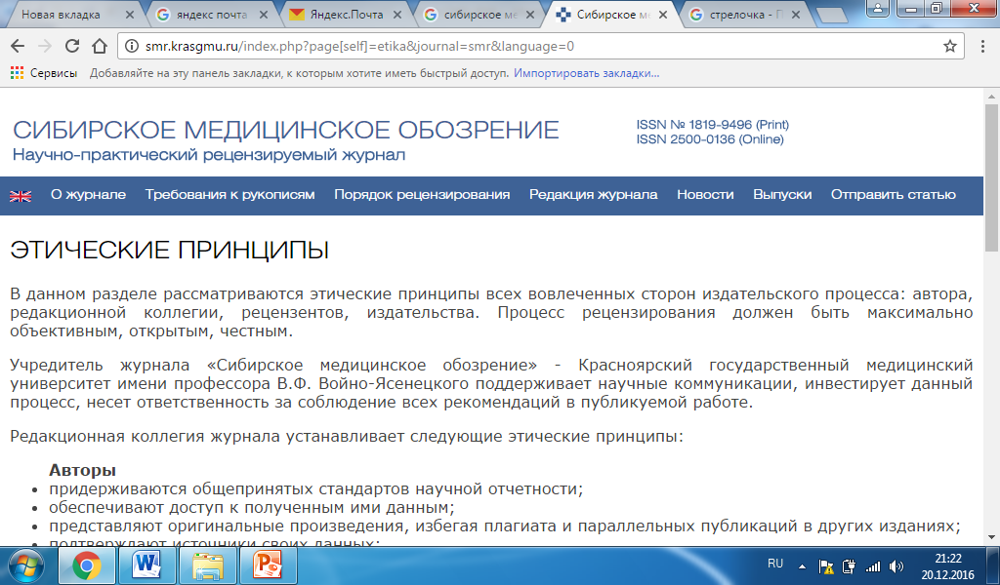 Новая вкладка
яндекс почта
Яндекс.Почта
сибирское ме
Сибирское м
стрелочка - П
smr.krasgmu.ru/index.php?page[self]=etika&journal=smr&language=0
Сервисы Добавляйте на эту панель закладки, к которым хотите иметь быстрый доступ. Импортировать закладки...
СИБИРСКОЕ МЕДИЦИНСКОЕ ОБОЗРЕНИЕ
Научно-практический рецензируемый журнал
ISSN № 1819-9496 (Print)
ISSN 2500-0136 (Online)
О журнале Требования к рукописям Порядок рецензирования Редакция журнала Новости Выпуски Отправить статью
ЭТИЧЕСКИЕ ПРИНЦИПЫ
В данном разделе рассматриваются этические принципы всех вовлеченных сторон издательского процесса: автора,
редакционной коллегии, рецензентов, издательства. Процесс рецензирования должен быть максимально
объективным, открытым, честным.
Учредитель журнала «Сибирское медицинское обозрение» - Красноярский государственный медицинский
университет имени профессора В.Ф. Войно-Ясенецкого поддерживает научные коммуникации, инвестирует данный
процесс, несет ответственность за соблюдение всех рекомендаций в публикуемой работе.
Редакционная коллегия журнала устанавливает следующие этические принципы:
Авторы
• придерживаются общепринятых стандартов научной отчетности;
• обеспечивают доступ к полученным ими данным;
• представляют оригинальные произведения, избегая плагиата и параллельных публикаций в других изданиях;
• подтверждают источники своих данных;
RU
21:22
20.12.2016